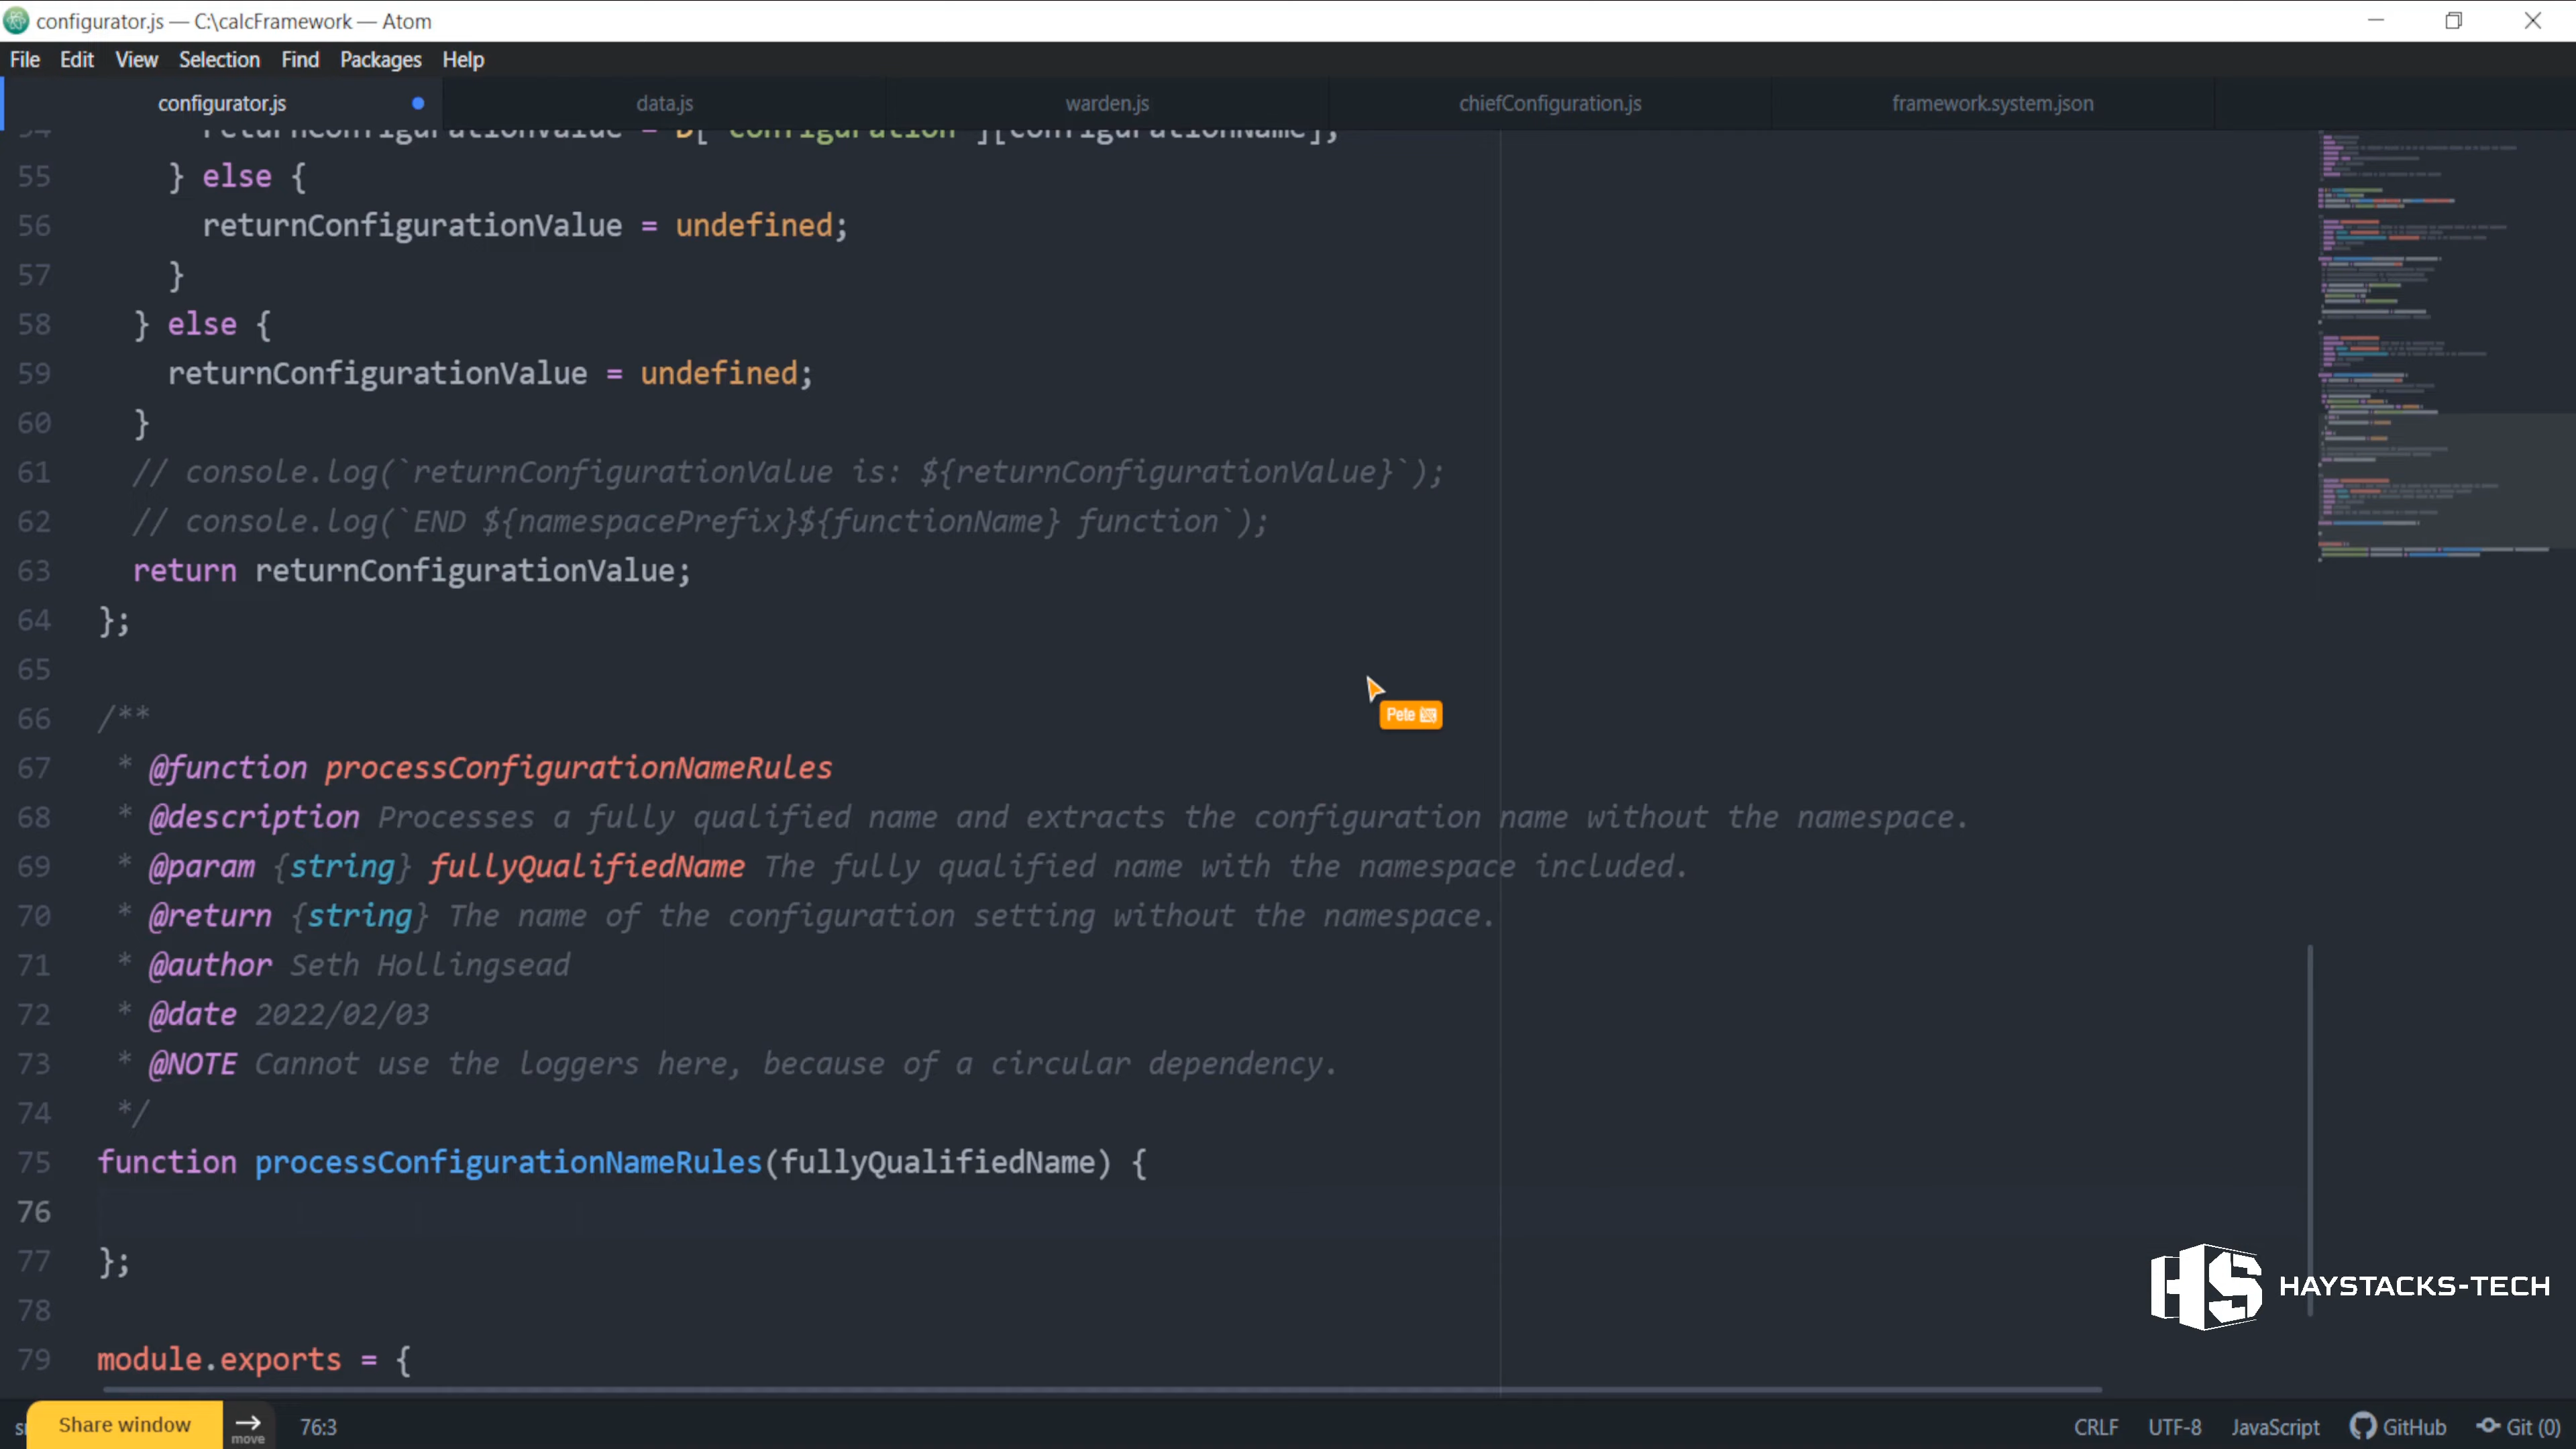 configurator.js — C:\calcFramework — Atom
File Edit View Selection Find Packages Help
configurator.js data.js warden.js chiefConfiguration.js framework.system.json
54 returnConfigurationValue = D['configuration'][configurationName];
55 } else {
56 returnConfigurationValue = undefined;
57 }
58 } else {
59 returnConfigurationValue = undefined;
60 }
61 // console.log(`returnConfigurationValue is: ${returnConfigurationValue}`);
62 // console.log(`END ${namespacePrefix}${functionName} function`);
63 return returnConfigurationValue;
64 };
65
Pete
66 /**
67 * @function processConfigurationNameRules
68 * @description Processes a fully qualified name and extracts the configuration name without the namespace.
69 * @param {string} fullyQualifiedName The fully qualified name with the namespace included.
70 * @return {string} The name of the configuration setting without the namespace.
71 * @author Seth Hollingsead
72 * @date 2022/02/03
73 * @NOTE Cannot use the loggers here, because of a circular dependency.
74 */
75 function processConfigurationNameRules(fullyQualifiedName) {
76
77 };
78
79 module.exports = {
HS HAYSTACKS-TECH
Share window move 76:3 CRLF UTF-8 JavaScript GitHub Git (0)